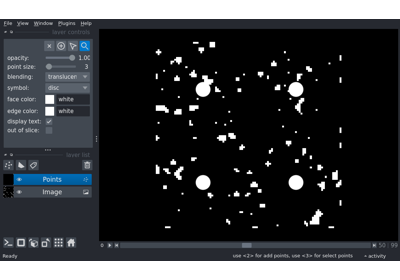 File View Window Plugins Help
layer controls
opacity: 1.00
point size: 3
blending: translucen
symbol: disc
face color: white
edge color: white
display text:
out of slice:
layer list
Points
Image
0 50 99
Ready use <2> for add points, use <3> for select points activity